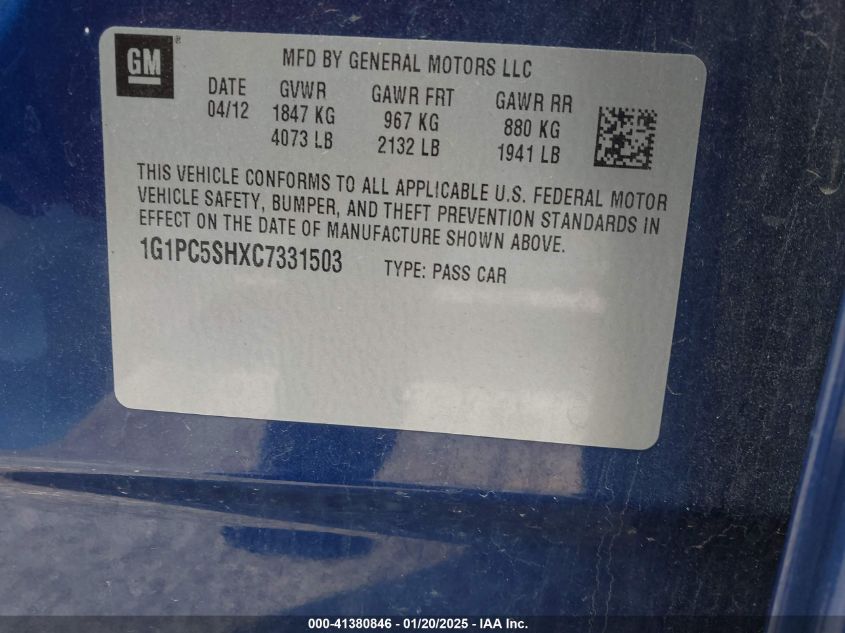 GM
MFD BY GENERAL MOTORS LLC
DATE GVWR GAWR FRT GAWR RR
04/12 1847 KG 967 KG 880 KG
4073 LB 2132 LB 1941 LB
THIS VEHICLE CONFORMS TO ALL APPLICABLE U.S. FEDERAL MOTOR
VEHICLE SAFETY, BUMPER, AND THEFT PREVENTION STANDARDS IN
EFFECT ON THE DATE OF MANUFACTURE SHOWN ABOVE.
1G1PC5SHXC7331503 TYPE: PASS CAR
000-41380846 - 01/20/2025 - IAA Inc.